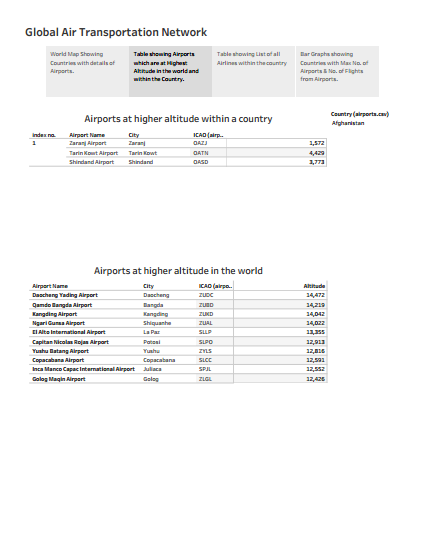 Global Air Transportation Network
World Map Showing Countries with details of Airports.
Table showing Airports which are at Highest Altitude in the world and within the Country.
Table showing List of all Airlines within the country
Bar Graphs showing Countries with Max No. of Airports & No. of Flights from Airports.
Airports at higher altitude within a country
Country (airports.csv)
Afghanistan
Index no. Airport Name City ICAO (airp..
1 Zaranj Airport Zaranj OAZJ 1,572
Tarin Kowt Airport Tarin Kowt OATN 4,429
Shindand Airport Shindand OASD 3,773
Airports at higher altitude in the world
Airport Name City ICAO (airpo.. Altitude
Daocheng Yading Airport Daocheng ZUDC 14,472
Qamdo Bangda Airport Bangda ZUBD 14,219
Kangding Airport Kangding ZUKD 14,042
Ngari Gunsa Airport Shiquanhe ZUAL 14,022
El Alto International Airport La Paz SLLP 13,355
Capitan Nicolas Rojas Airport Potosi SLPO 12,913
Yushu Batang Airport Yushu ZYLS 12,816
Copacabana Airport Copacabana SLCC 12,591
Inca Manco Capac International Airport Juliaca SPJL 12,552
Golog Maqin Airport Golog ZLGL 12,426